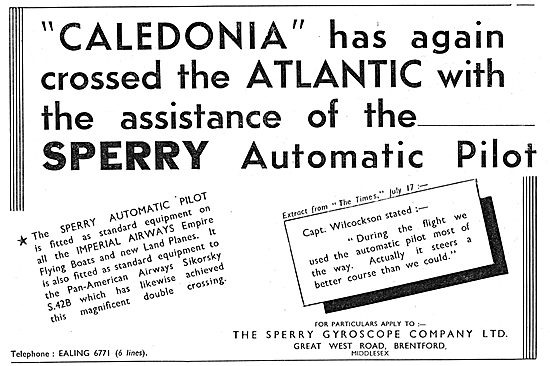 "CALEDONIA" has again
crossed the ATLANTIC with
the assistance of the
SPERRY Automatic Pilot
★ The SPERRY AUTOMATIC PILOT
is fitted as standard equipment on
all the IMPERIAL AIRWAYS Empire
Flying Boats and new Land Planes. It
is also fitted as standard equipment to
the Pan-American Airways Sikorsky
S.42B which has likewise achieved
this magnificent double crossing.
Extract from "The Times," July 17 :—
Capt. Wilcockson stated :—
"During the flight we
used the automatic pilot most of
the way. Actually it steers a
better course than we could."
FOR PARTICULARS APPLY TO :—
THE SPERRY GYROSCOPE COMPANY LTD.
GREAT WEST ROAD, BRENTFORD,
MIDDLESEX
Telephone : EALING 6771 (6 lines).